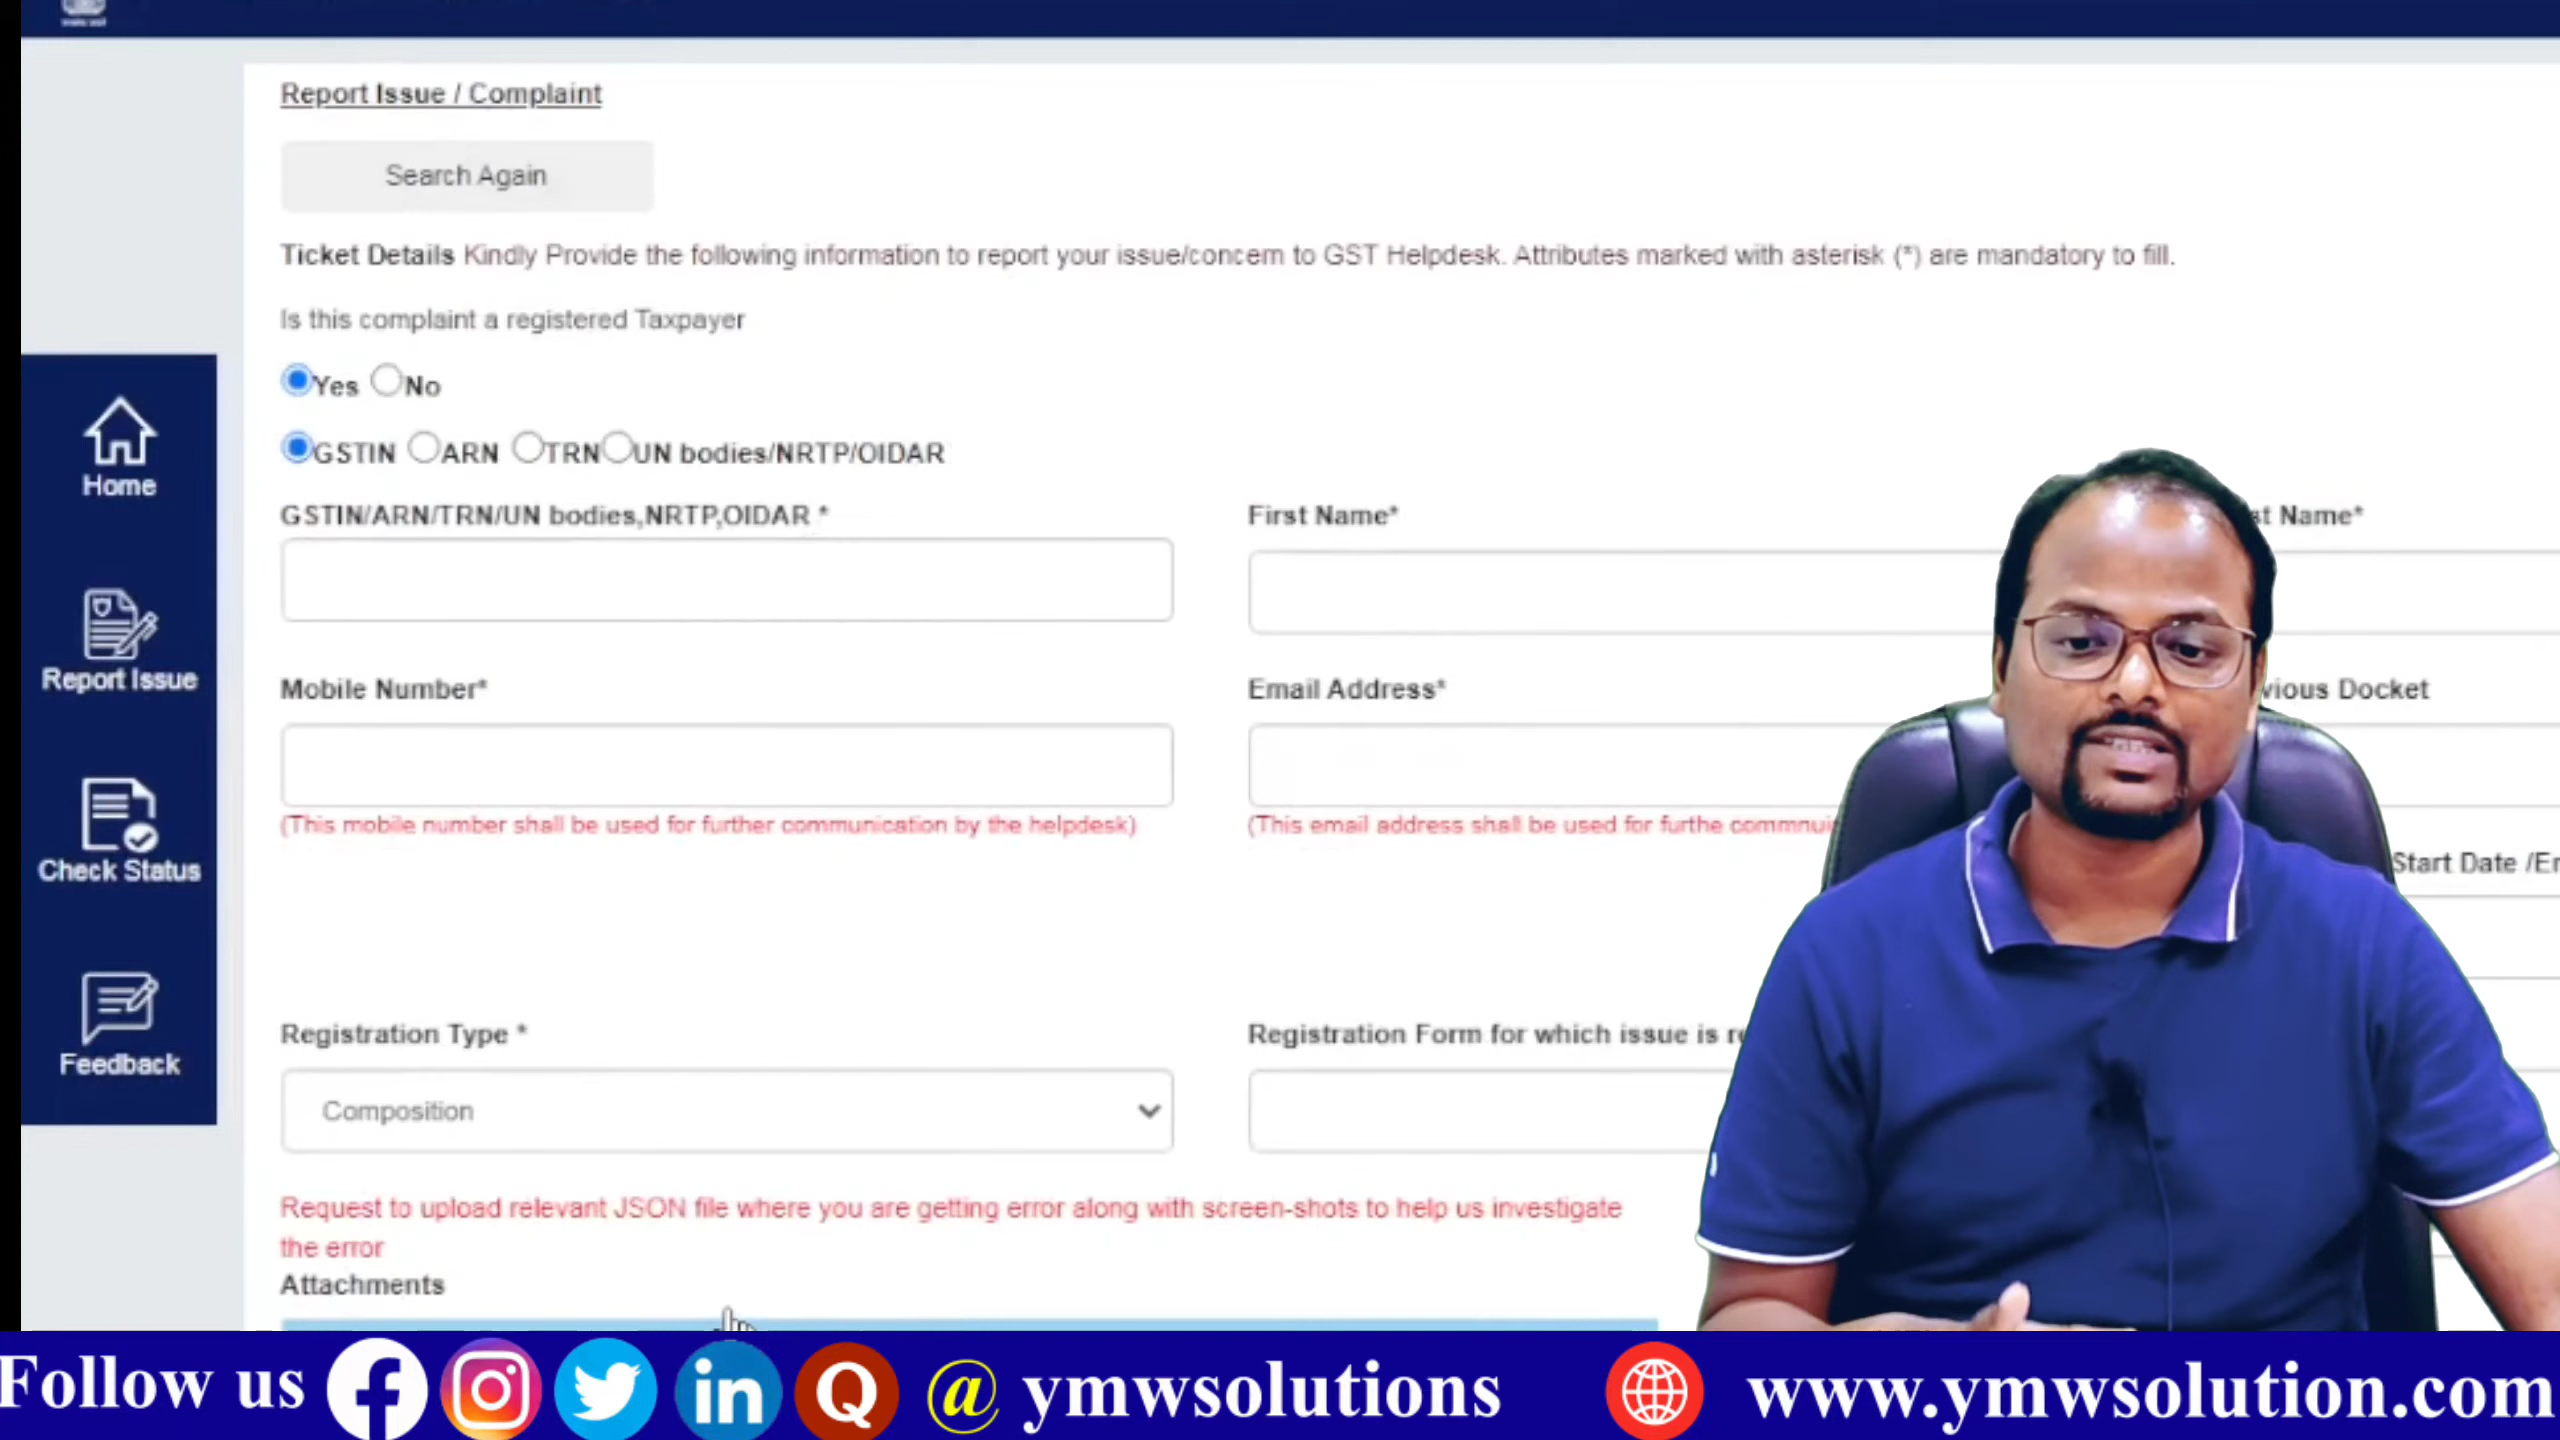 Report Issue / Complaint
Search Again
Ticket Details Kindly Provide the following information to report your issue/concern to GST Helpdesk. Attributes marked with asterisk (*) are mandatory to fill.
Is this complaint a registered Taxpayer
Yes No
GSTIN ARN TRN UN bodies/NRTP/OIDAR
GSTIN/ARN/TRN/UN bodies,NRTP,OIDAR * First Name* st Name*
Mobile Number* Email Address* vious Docket
(This mobile number shall be used for further communication by the helpdesk) (This email address shall be used for furthe commnui
Start Date /Er
Registration Type * Registration Form for which issue is r
Composition
Request to upload relevant JSON file where you are getting error along with screen-shots to help us investigate
the error
Attachments
Home
Report Issue
Check Status
Feedback
Follow us @ ymwsolutions www.ymwsolution.com